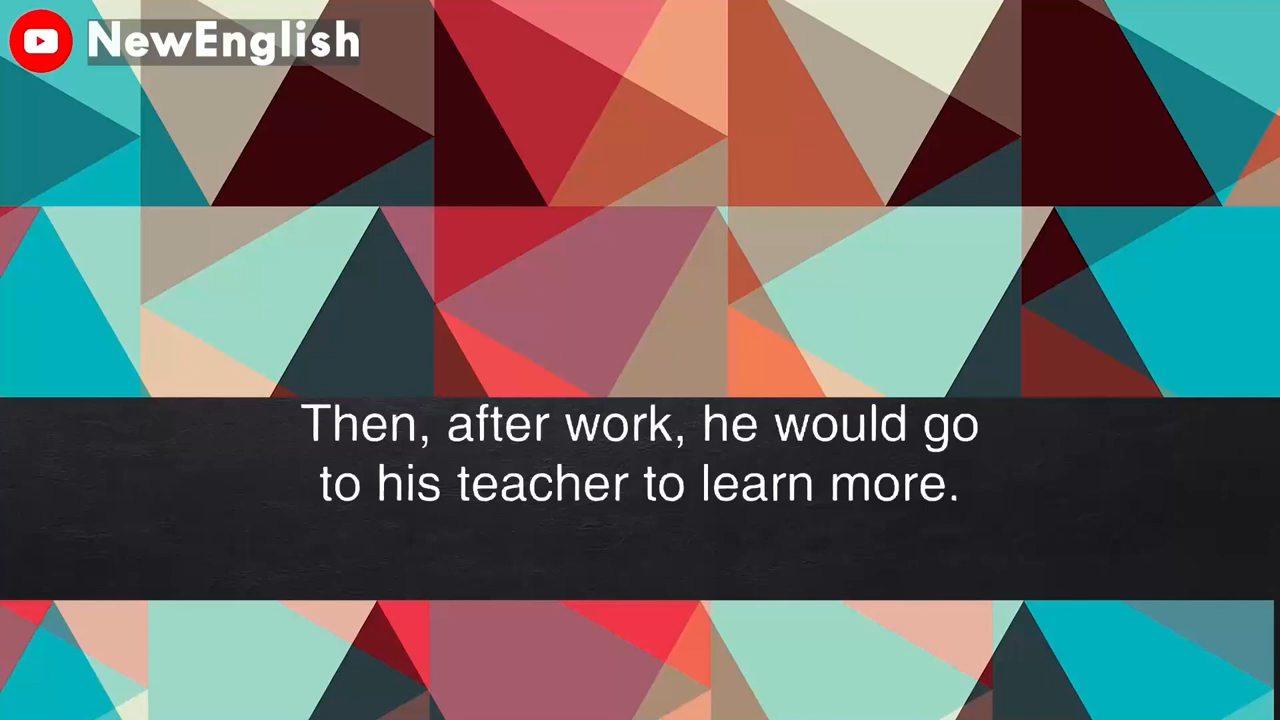 NewEnglish
Then, after work, he would go
to his teacher to learn more.